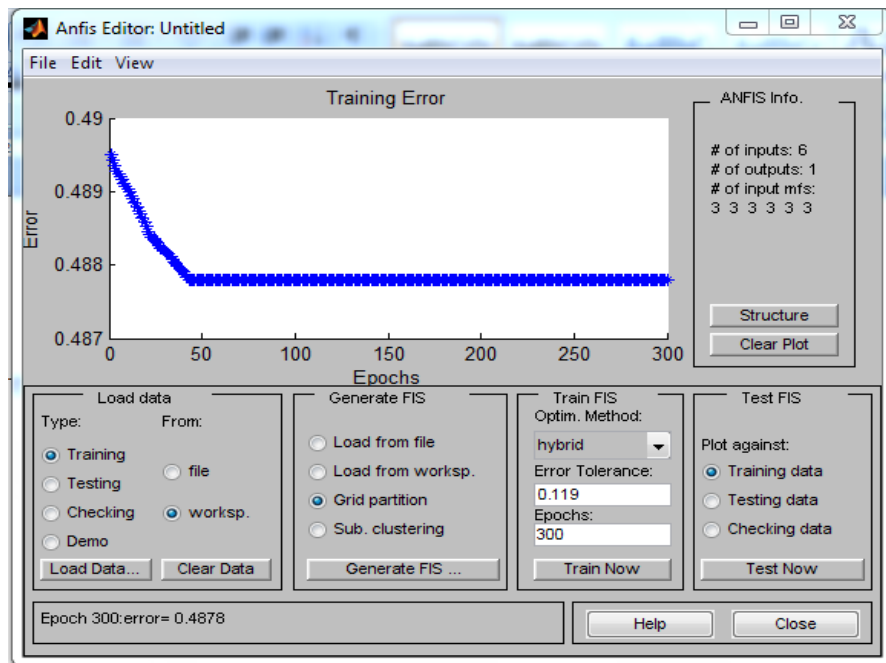 Anfis Editor: Untitled
File Edit View
Training Error
0.49
0.489
0.488
0.487
Error
0 50 100 150 200 250 300
Epochs
ANFIS Info.
# of inputs: 6
# of outputs: 1
# of input mfs:
3 3 3 3 3 3
Structure
Clear Plot
Load data
Type: From:
Training
Testing
Checking
Demo
file
worksp.
Load Data... Clear Data
Generate FIS
Load from file
Load from worksp.
Grid partition
Sub. clustering
Generate FIS ...
Train FIS
Optim. Method:
hybrid
Error Tolerance:
0.119
Epochs:
300
Train Now
Test FIS
Plot against:
Training data
Testing data
Checking data
Test Now
Epoch 300:error= 0.4878
Help
Close